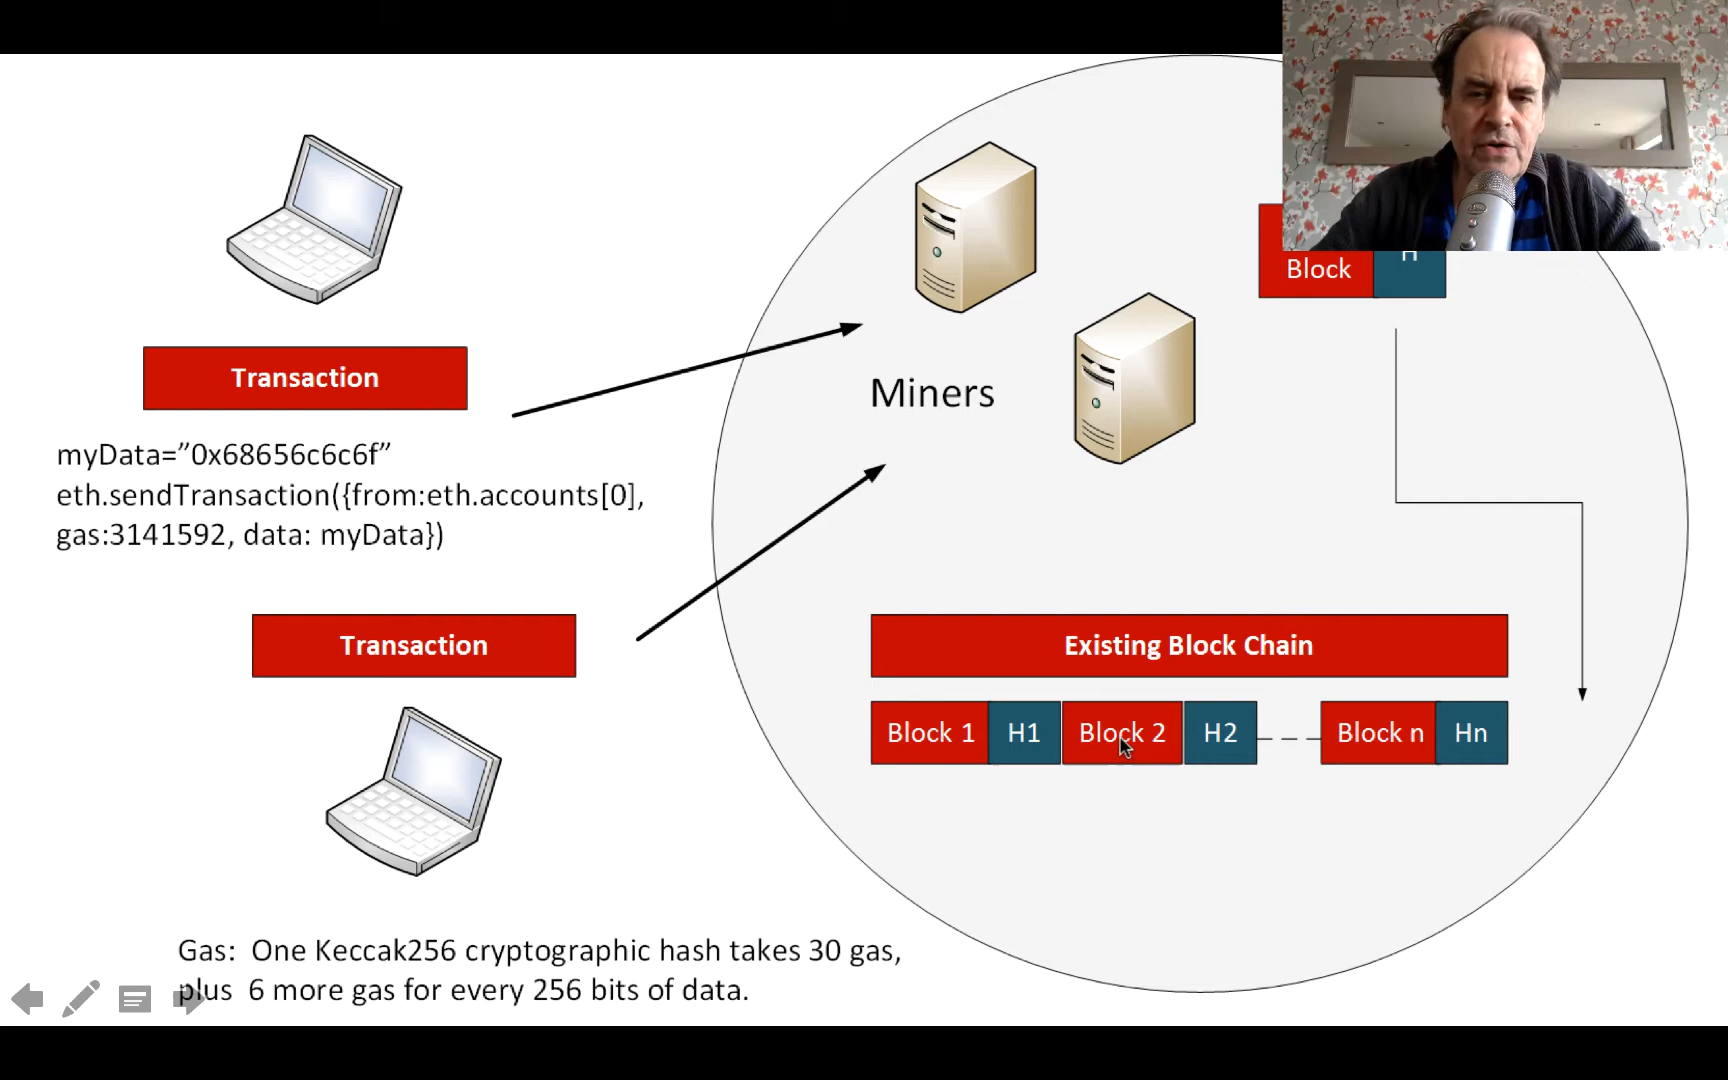 Transaction
myData=”0x68656c6c6f”
eth.sendTransaction({from:eth.accounts[0],
gas:3141592, data: myData})
Transaction
Gas:  One Keccak256 cryptographic hash takes 30 gas,
plus  6 more gas for every 256 bits of data.
Miners
Block H
Existing Block Chain
Block 1 H1 Block 2 H2 Block n Hn